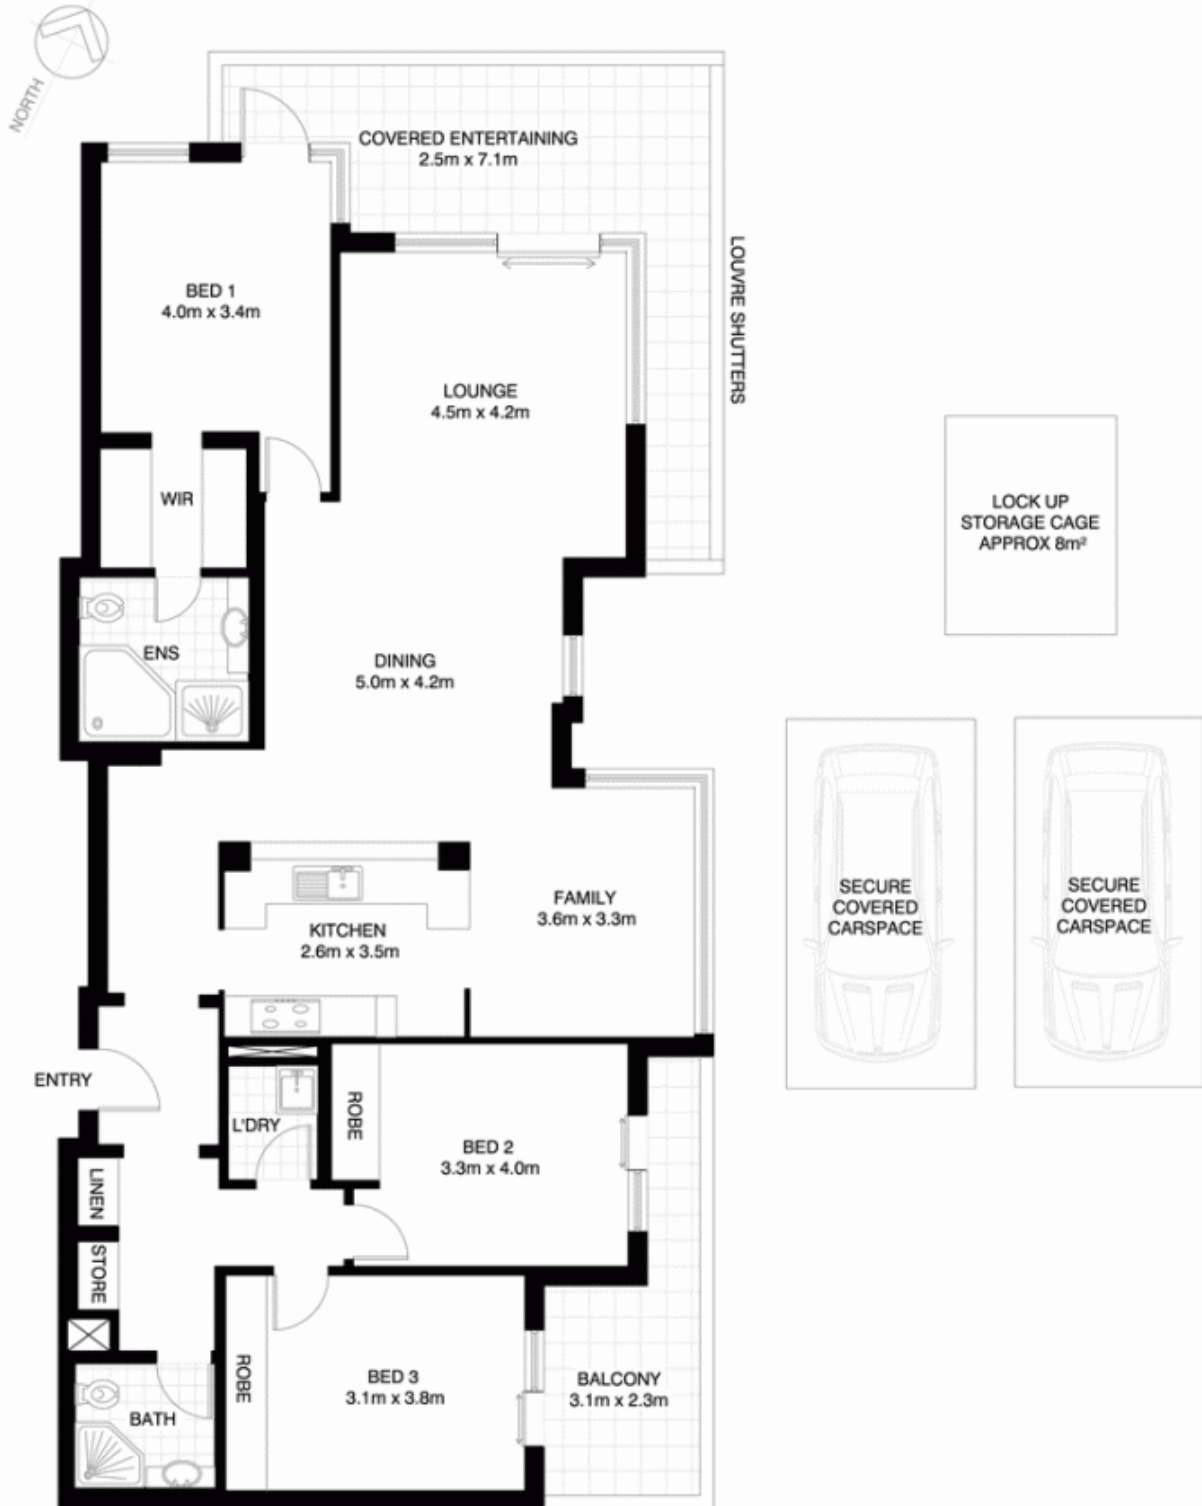 NORTH
COVERED ENTERTAINING
2.5m x 7.1m
LOUVRE SHUTTERS
BED 1
4.0m x 3.4m
LOUNGE
4.5m x 4.2m
WIR
LOCK UP
STORAGE CAGE
APPROX 8m²
ENS
DINING
5.0m x 4.2m
KITCHEN
2.6m x 3.5m
FAMILY
3.6m x 3.3m
SECURE
COVERED
CARSPACE
SECURE
COVERED
CARSPACE
ENTRY
L'DRY
ROBE
BED 2
3.3m x 4.0m
LINEN
STORE
ROBE
BED 3
3.1m x 3.8m
BALCONY
3.1m x 2.3m
BATH